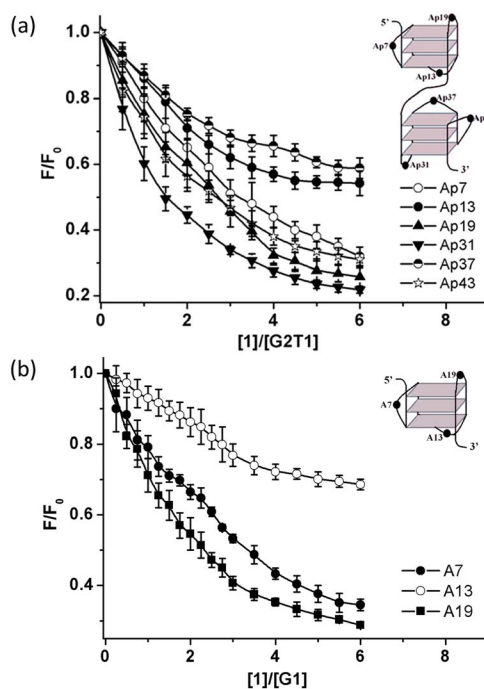 (a)
1.0
0.8
0.6
0.4
0.2
F/F0
0 2 4 6 8
[1]/[G2T1]
5’
Ap19
Ap7
Ap13
Ap37
Ap31
3’
Ap7
Ap13
Ap19
Ap31
Ap37
Ap43
(b)
1.0
0.8
0.6
0.4
F/F0
0 2 4 6 8
[1]/[G1]
5’
A19
A7
A13
3’
A7
A13
A19